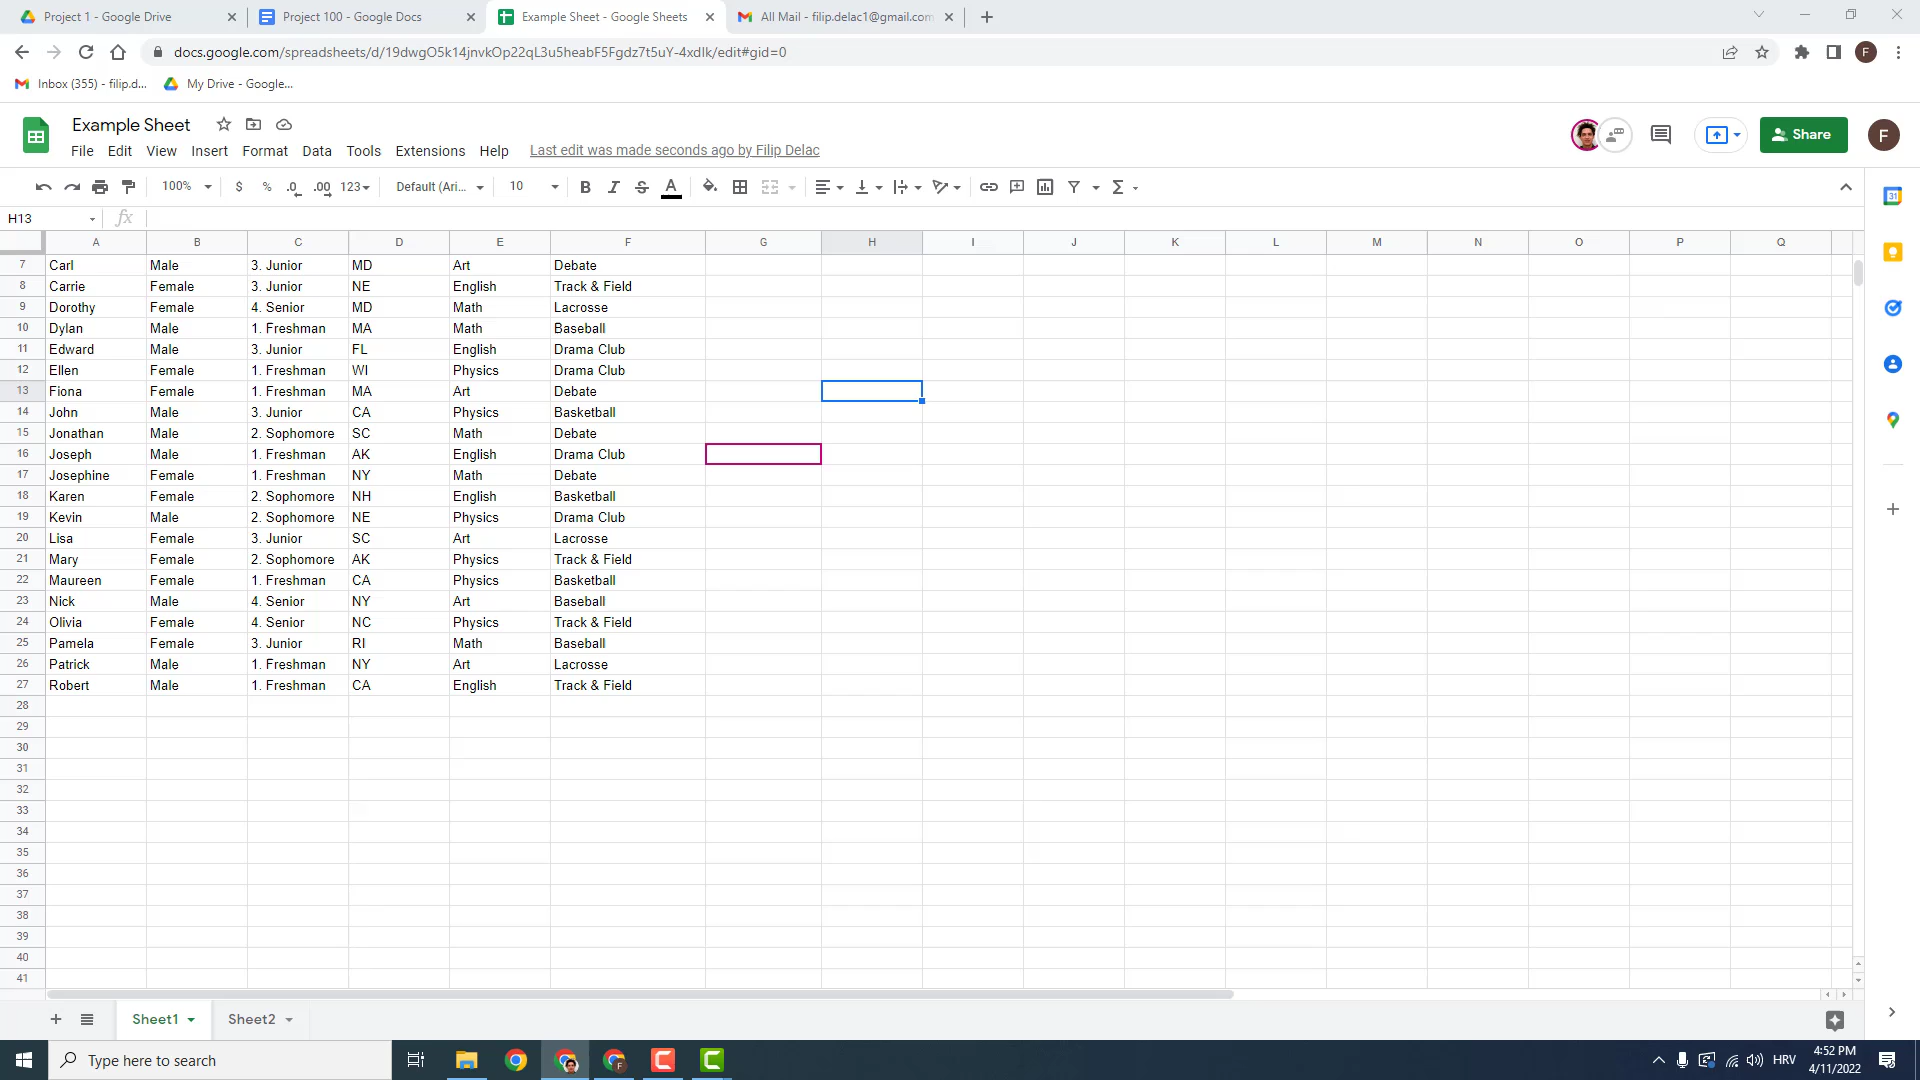 Project 1 - Google Drive
Project 100 - Google Docs
Example Sheet - Google Sheets
All Mail - filip.delac1@gmail.com
docs.google.com/spreadsheets/d/19dwgO5k14jnvkOp22qL3u5heabF5Fgdz7t5uY-4xdIk/edit#gid=0
F
Inbox (355) - filip.d...
My Drive - Google...
Example Sheet
File Edit View Insert Format Data Tools Extensions Help Last edit was made seconds ago by Filip Delac
Share
F
100% $ % .0 .00 123 Default (Ari... 10 B I S A Σ
31
H13 fx
A B C D E F G H I J K L M N O P Q
7 Carl Male 3. Junior MD Art Debate
8 Carrie Female 3. Junior NE English Track & Field
9 Dorothy Female 4. Senior MD Math Lacrosse
10 Dylan Male 1. Freshman MA Math Baseball
11 Edward Male 3. Junior FL English Drama Club
12 Ellen Female 1. Freshman WI Physics Drama Club
13 Fiona Female 1. Freshman MA Art Debate
14 John Male 3. Junior CA Physics Basketball
15 Jonathan Male 2. Sophomore SC Math Debate
16 Joseph Male 1. Freshman AK English Drama Club
17 Josephine Female 1. Freshman NY Math Debate
18 Karen Female 2. Sophomore NH English Basketball
19 Kevin Male 2. Sophomore NE Physics Drama Club
20 Lisa Female 3. Junior SC Art Lacrosse
21 Mary Female 2. Sophomore AK Physics Track & Field
22 Maureen Female 1. Freshman CA Physics Basketball
23 Nick Male 4. Senior NY Art Baseball
24 Olivia Female 4. Senior NC Physics Track & Field
25 Pamela Female 3. Junior RI Math Baseball
26 Patrick Male 1. Freshman NY Art Lacrosse
27 Robert Male 1. Freshman CA English Track & Field
28
29
30
31
32
33
34
35
36
37
38
39
40
41
Sheet1 Sheet2
Type here to search
HRV
4:52 PM
4/11/2022